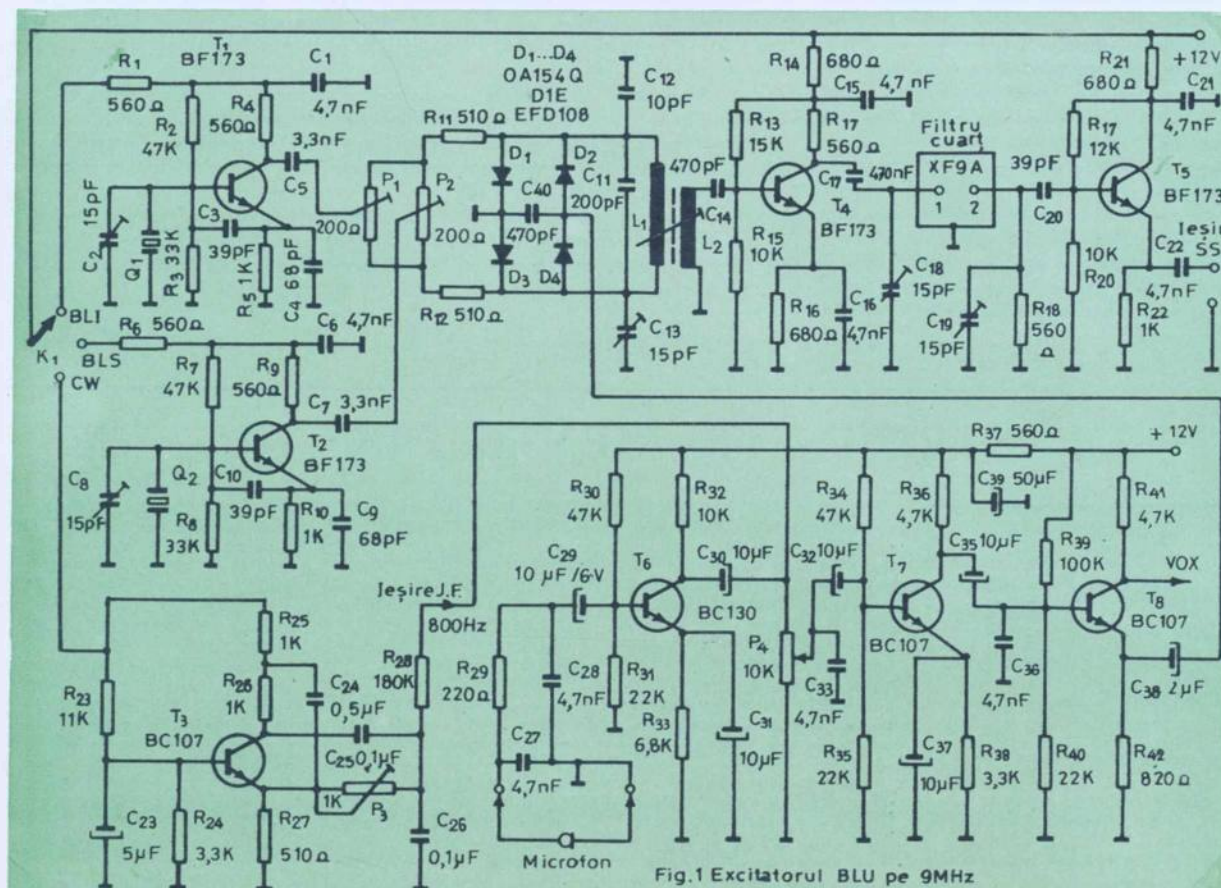 T1
BF173
R1
560Ω
C1
4,7nF
R2
47K
R4
560Ω
3,3nF
C5
15pF
C2
Q1
C3
39pF
R3 33K
R5 1K
C4 68pF
D1...D4
OA154Q
D1E
EFD108
R11 510Ω
P1
200Ω
P2
200Ω
D1
D2
C40
470pF
D3
D4
R12 510Ω
C12
10pF
C11
200pF
L1
L2
C13
15pF
470pF
C14
R14
680Ω
C15
4,7nF
R13
15K
R17
560Ω
C17
470nF
T4
BF173
R15
10K
R16
680Ω
C16
4,7nF
C18
15pF
Filtru
cuart
XF9A
1
2
39pF
C20
C19
15pF
R18
560
Ω
+12V
R21
680Ω
C21
4,7nF
R17
12K
T5
BF173
10K
R20
C22
4,7nF
R22
1K
Ieşir
SS
BLI
K1
BLS
CW
R6
560Ω
C6
4,7nF
R7
47K
R9
560Ω
C7
3,3nF
T2
BF173
C8
15pF
Q2
C10
39pF
R8
33K
R10
1K
C9
68pF
R23
11K
R25
1K
R26
1K
C24
0,5μF
T3
BC107
C25 0,1μF
1K
P3
C23
5μF
R24
3,3K
R27
510Ω
C26
0,1μF
Ieşire J.F.
800Hz
R28
180K
R29
220Ω
C29
10 μF/6V
C28
4,7nF
C27
4,7nF
Microfon
R30
47K
R32
10K
T6
BC130
C30
10μF
R31
22K
R33
6,8K
C31
10μF
P4
10K
C32 10μF
C33
4,7nF
R34
47K
R36
4,7K
T7
BC107
R35
22K
C37
10μF
R38
3,3K
R37 560Ω
C39 50μF
+12V
C35 10μF
R39
100K
R41
4,7K
VOX
T8
BC107
C36
4,7nF
C38 2μF
R40
22K
R42
820Ω
Fig.1 Excitatorul BLU pe 9MHz